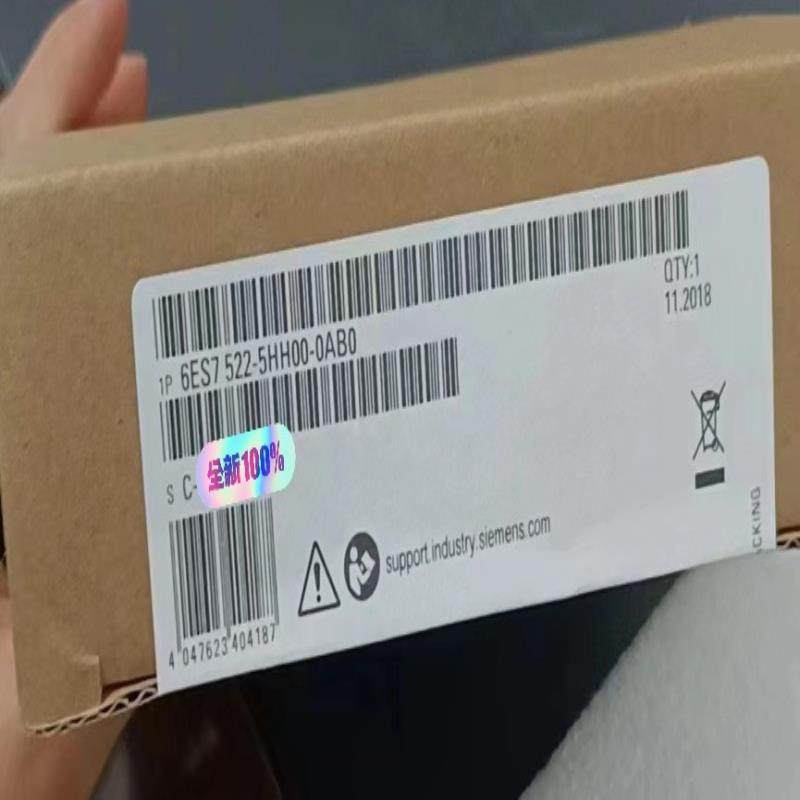 QTY:1
11.2018
1P 6ES7 522-5HH00-0AB0
S C-
全新100%
support.industry.siemens.com
4 047623 404187
CKING